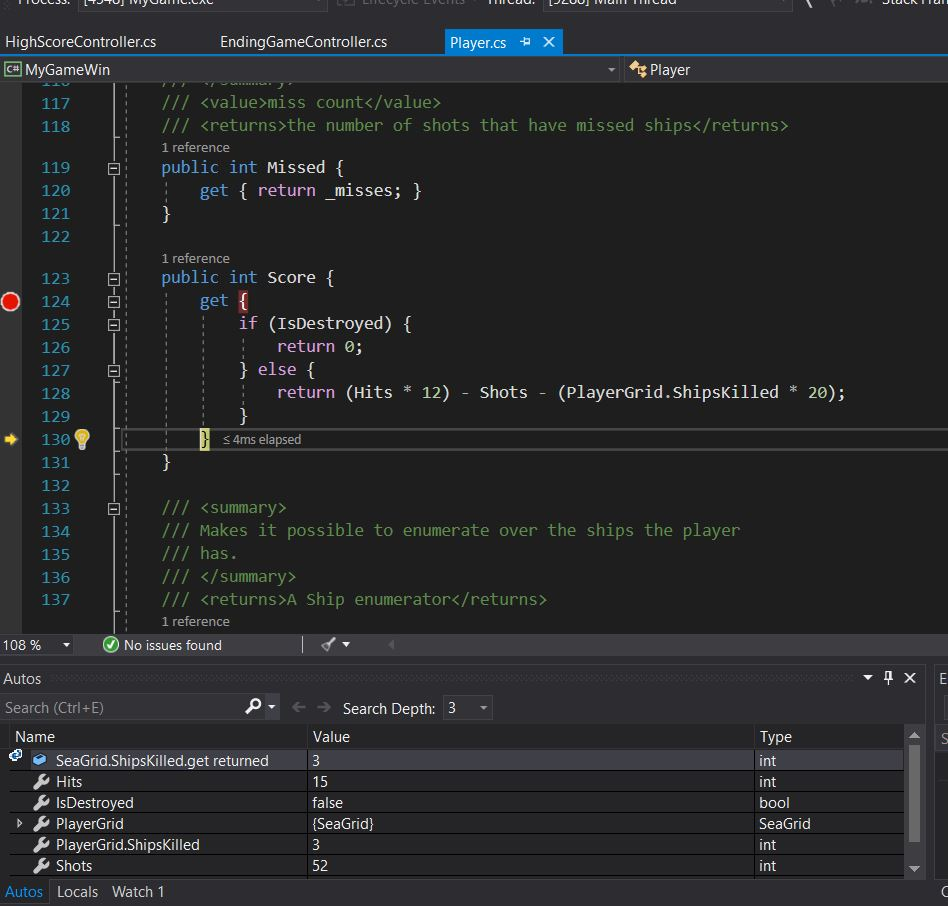 Process: [4948] MyGame.exe Lifecycle Events Thread: [9288] Main Thread Stack Fram
HighScoreController.cs EndingGameController.cs Player.cs
C# MyGameWin Player
116 /// </summary>
117 /// <value>miss count</value>
118 /// <returns>the number of shots that have missed ships</returns>
1 reference
119 public int Missed {
120 get { return _misses; }
121 }
122
1 reference
123 public int Score {
124 get {
125 if (IsDestroyed) {
126 return 0;
127 } else {
128 return (Hits * 12) - Shots - (PlayerGrid.ShipsKilled * 20);
129 }
130 } ≤ 4ms elapsed
131 }
132
133 /// <summary>
134 /// Makes it possible to enumerate over the ships the player
135 /// has.
136 /// </summary>
137 /// <returns>A Ship enumerator</returns>
1 reference
108 % No issues found
Autos
Search (Ctrl+E) Search Depth: 3
Name Value Type
SeaGrid.ShipsKilled.get returned 3 int
Hits 15 int
IsDestroyed false bool
PlayerGrid {SeaGrid} SeaGrid
PlayerGrid.ShipsKilled 3 int
Shots 52 int
Autos Locals Watch 1